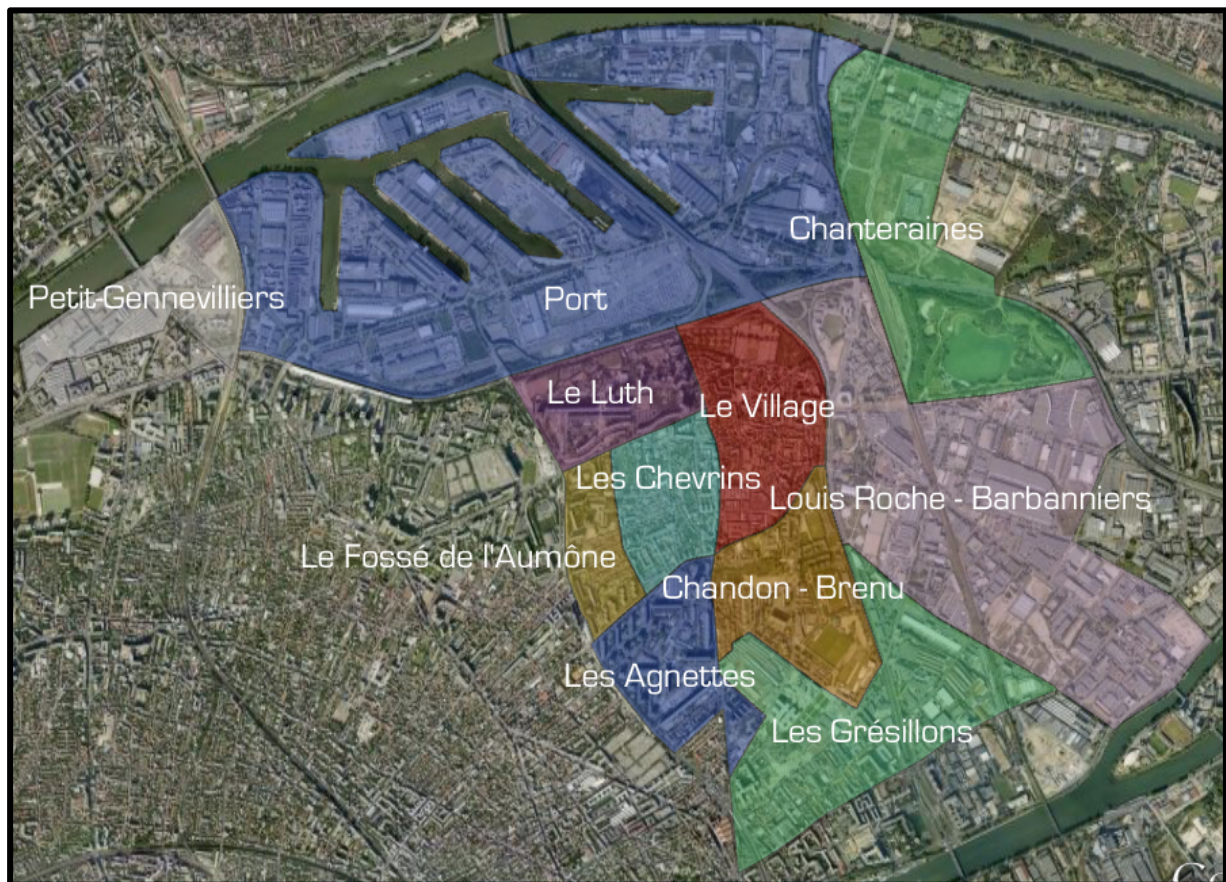 Chanteraines
Petit-Gennevilliers
Port
Le Luth
Le Village
Les Chevrins
Louis Roche - Barbanniers
Le Fossé de l'Aumône
Chandon - Brenu
Les Agnettes
Les Grésillons